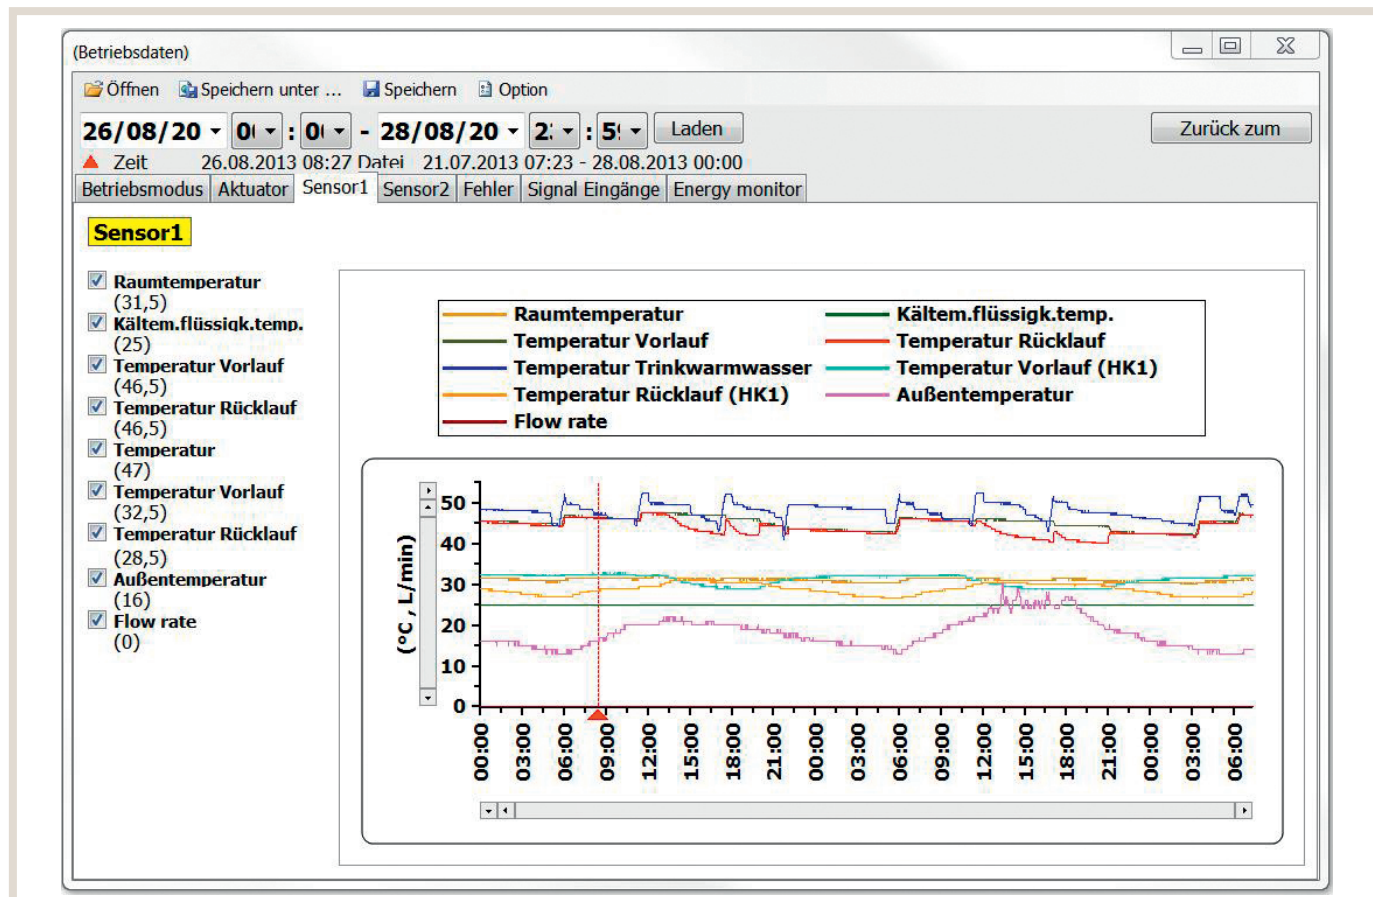 (Betriebsdaten)
Öffnen Speichern unter ... Speichern Option
26/08/20 : - 28/08/20 : Laden Zurück zum
Zeit 26.08.2013 08:27 Datei 21.07.2013 07:23 - 28.08.2013 00:00
Betriebsmodus Aktuator Sensor1 Sensor2 Fehler Signal Eingänge Energy monitor
Sensor1
Raumtemperatur
(31,5)
Kältem.flüssigk.temp.
(25)
Temperatur Vorlauf
(46,5)
Temperatur Rücklauf
(46,5)
Temperatur
(47)
Temperatur Vorlauf
(32,5)
Temperatur Rücklauf
(28,5)
Außentemperatur
(16)
Flow rate
(0)
Raumtemperatur Kältem.flüssigk.temp.
Temperatur Vorlauf Temperatur Rücklauf
Temperatur Trinkwarmwasser Temperatur Vorlauf (HK1)
Temperatur Rücklauf (HK1) Außentemperatur
Flow rate
(°C, L/min)
50
40
30
20
10
0
00:00 03:00 06:00 09:00 12:00 15:00 18:00 21:00 00:00 03:00 06:00 09:00 12:00 15:00 18:00 21:00 00:00 03:00 06:00